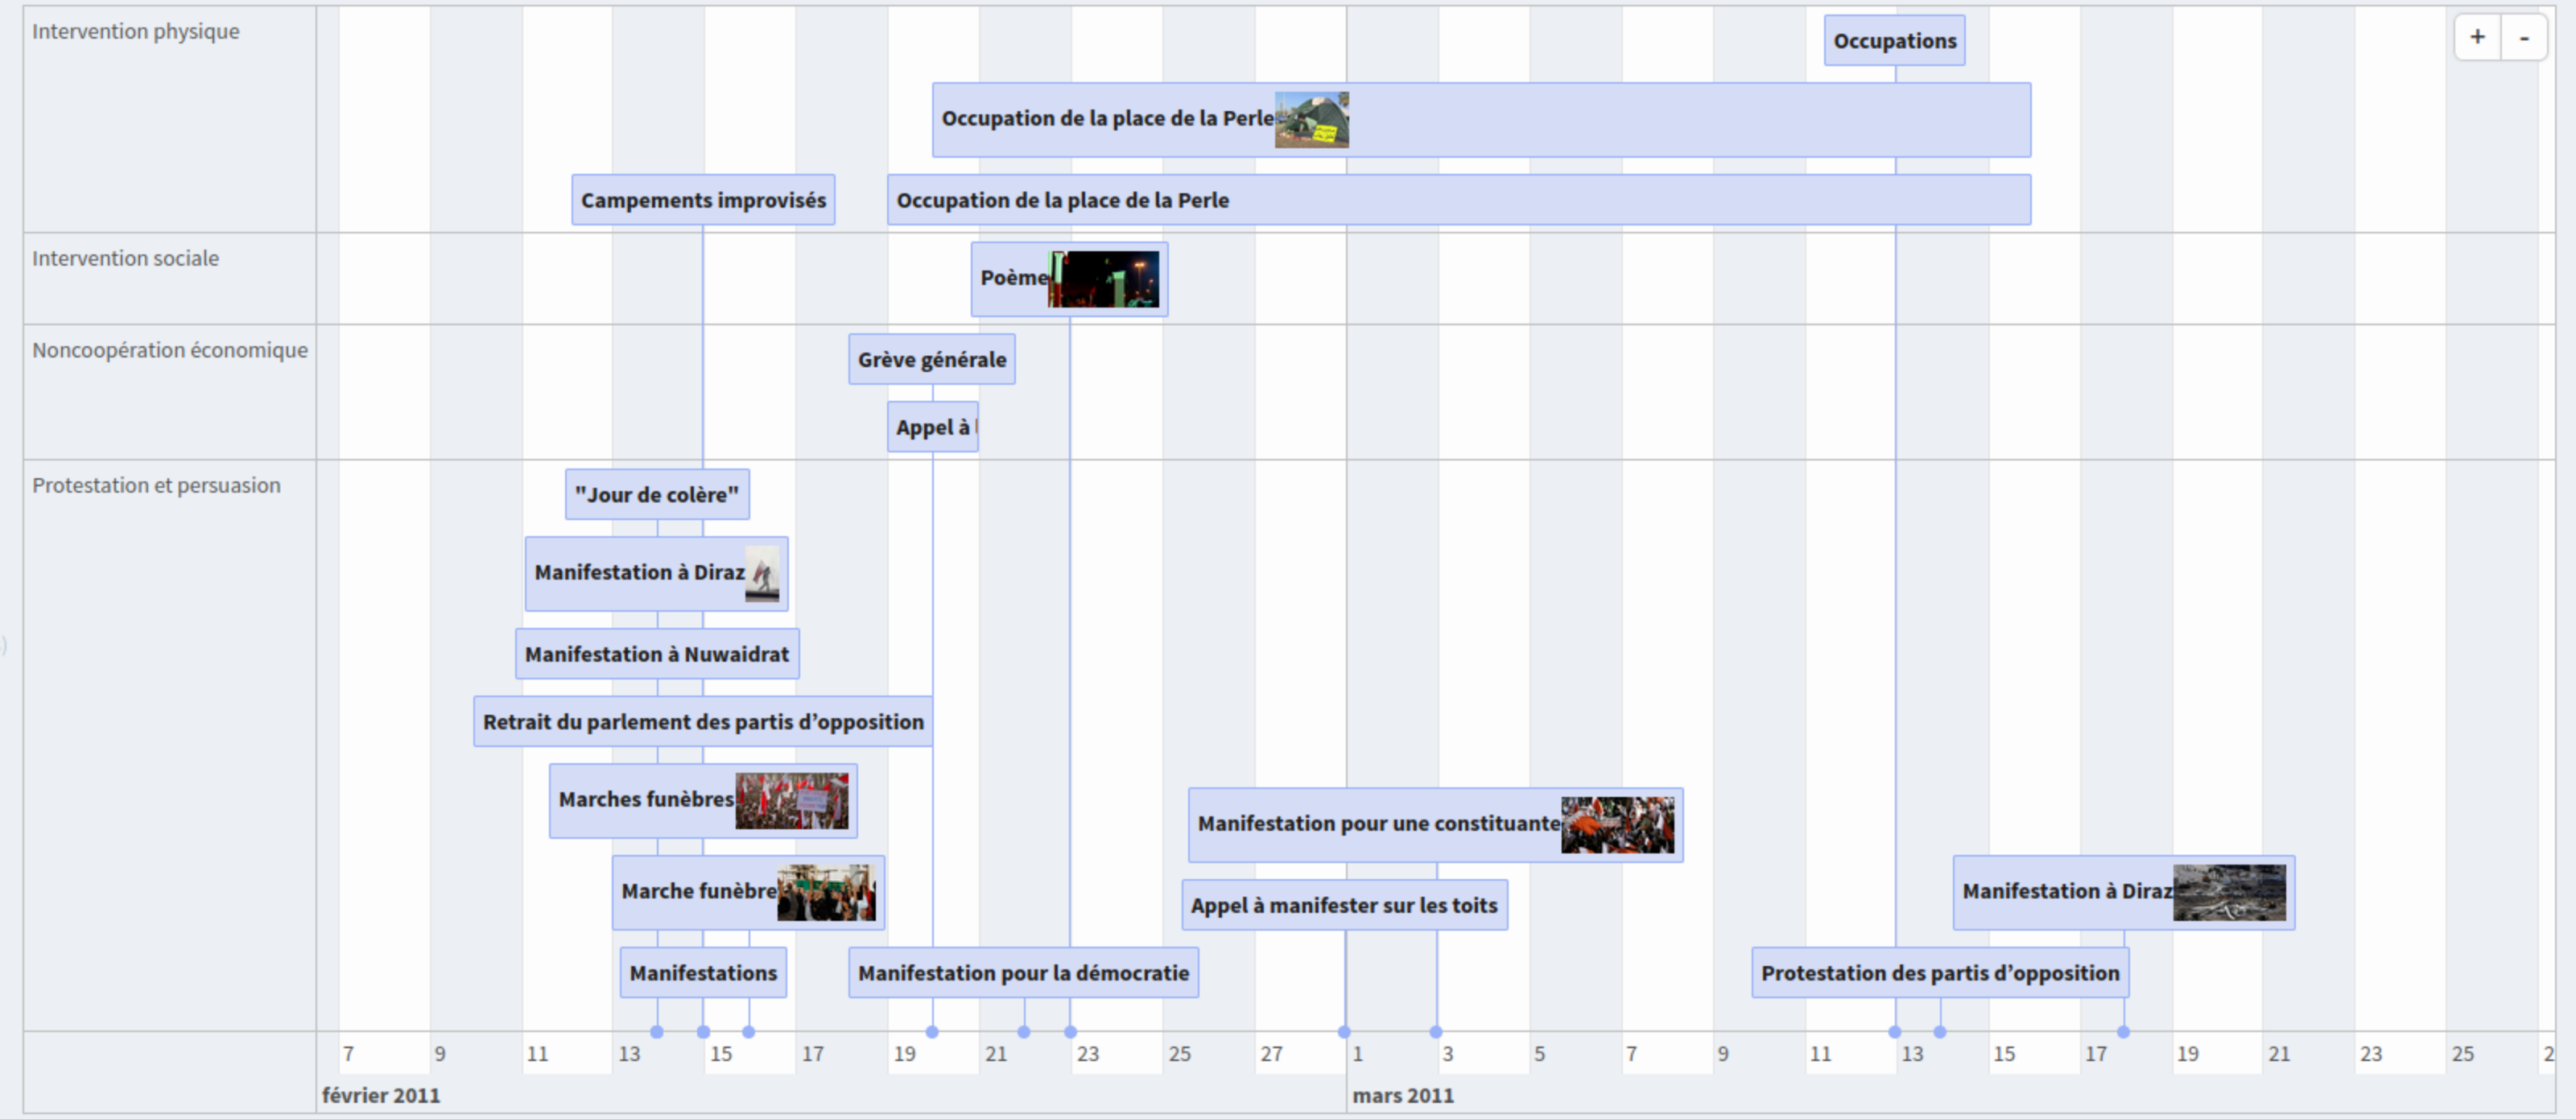 Intervention physique
Occupations
+ -
Occupation de la place de la Perle
Campements improvisés
Occupation de la place de la Perle
Intervention sociale
Poème
Noncoopération économique
Grève générale
Appel à
Protestation et persuasion
"Jour de colère"
Manifestation à Diraz
)
Manifestation à Nuwaidrat
Retrait du parlement des partis d’opposition
Marches funèbres
Manifestation pour une constituante
Marche funèbre
Appel à manifester sur les toits
Manifestation à Diraz
Manifestations
Manifestation pour la démocratie
Protestation des partis d’opposition
7 9 11 13 15 17 19 21 23 25 27 1 3 5 7 9 11 13 15 17 19 21 23 25 2
février 2011 mars 2011